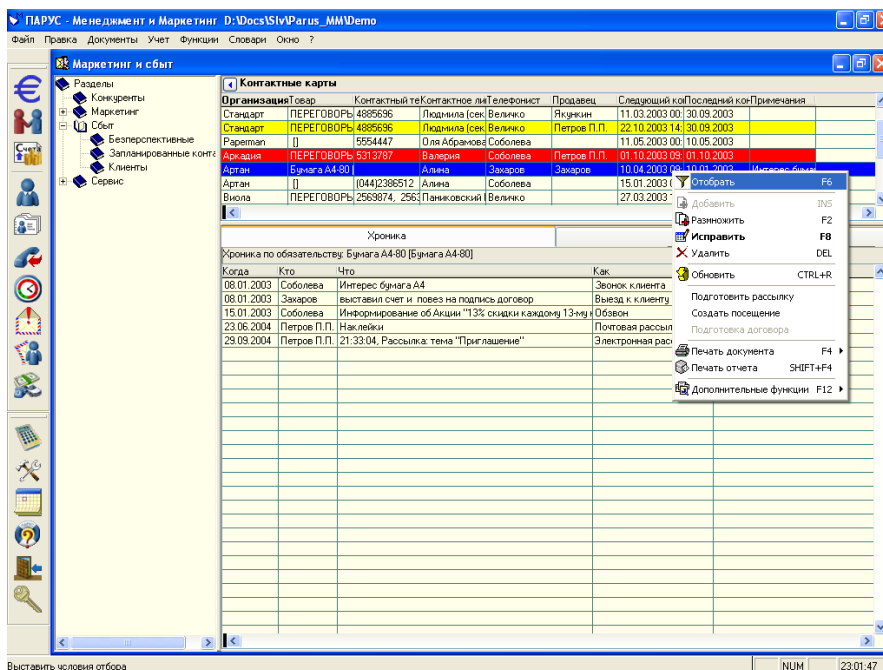 ПАРУС - Менеджмент и Маркетинг D:\Docs\Slv\Parus_MM\Demo
Файл Правка Документы Учет Функции Словари Окно ?
Маркетинг и сбыт
Разделы
Конкуренты
Маркетинг
Сбыт
Безперспективные
Запланированные конта
Клиенты
Сервис
Счета
Контактные карты
Организация Товар Контактный те Контактное ли Телефонист Продавец Следующий кон Последний кон Примечания
Стандарт ПЕРЕГОВОРЬ 4885696 Людмила (сек Величко Якункин 11.03.2003 00: 30.09.2003
Стандарт ПЕРЕГОВОРЬ 4885696 Людмила (сек Величко Петров П.П. 22.10.2003 14: 30.09.2003
Paperman [] 5554447 Оля Абрамова Соболева 11.05.2003 00: 10.05.2003
Аркадия ПЕРЕГОВОРЬ 5313787 Валерия Соболева Петров П.П. 01.10.2003 09: 01.10.2003
Артан Бумага А4-80 [ Алина Захаров Захаров 10.04.2003 09: 10.01.2003 Интерес бумаг
Артан [] (044)2386512 Алина Соболева 15.01.2003
Виола ПЕРЕГОВОРЬ 2569874, 2563 Паниковский Величко 27.03.2003
Хроника
Хроника по обязательству: Бумага А4-80 [Бумага А4-80]
Когда Кто Что Как
08.01.2003 Соболева Интерес бумага А4 Звонок клиента
08.01.2003 Захаров выставил счет и повез на подпись договор Выезд к клиенту
15.01.2003 Соболева Информирование об Акции "13% скидки каждому 13-му к Обзвон
23.06.2004 Петров П.П. Наклейки Почтовая рассыл
29.09.2004 Петров П.П. 21:33:04, Рассылка: тема "Приглашение" Электронная расс
Отобрать F6
Добавить INS
Размножить F2
Исправить F8
Удалить DEL
Обновить CTRL+R
Подготовить рассылку
Создать посещение
Подготовка договора
Печать документа F4
Печать отчета SHIFT+F4
Дополнительные функции F12
Выставить условия отбора NUM 23:01:47